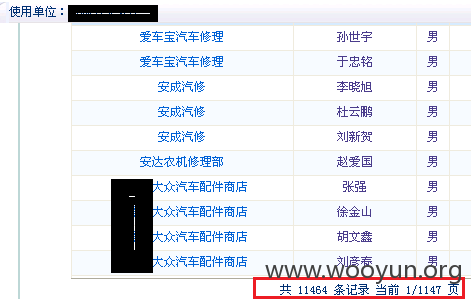 使用单位：
爱车宝汽车修理 孙世宇 男
爱车宝汽车修理 于忠铭 男
安成汽修 李晓旭 男
安成汽修 杜云鹏 男
安成汽修 刘新贺 男
安达农机修理部 赵爱国 男
大众汽车配件商店 张强 男
大众汽车配件商店 徐金山 男
大众汽车配件商店 胡文鑫 男
大众汽车配件商店 刘彦春 男
www.wooyun.org
共 11464 条记录 当前 1/1147 页